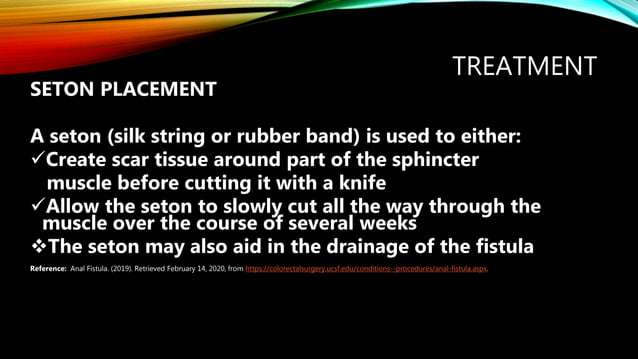 TREATMENT
SETON PLACEMENT
A seton (silk string or rubber band) is used to either:
✓Create scar tissue around part of the sphincter
muscle before cutting it with a knife
✓Allow the seton to slowly cut all the way through the
muscle over the course of several weeks
❖The seton may also aid in the drainage of the fistula
Reference: Anal Fistula. (2019). Retrieved February 14, 2020, from https://colorectalsurgery.ucsf.edu/conditions--procedures/anal-fistula.aspx.